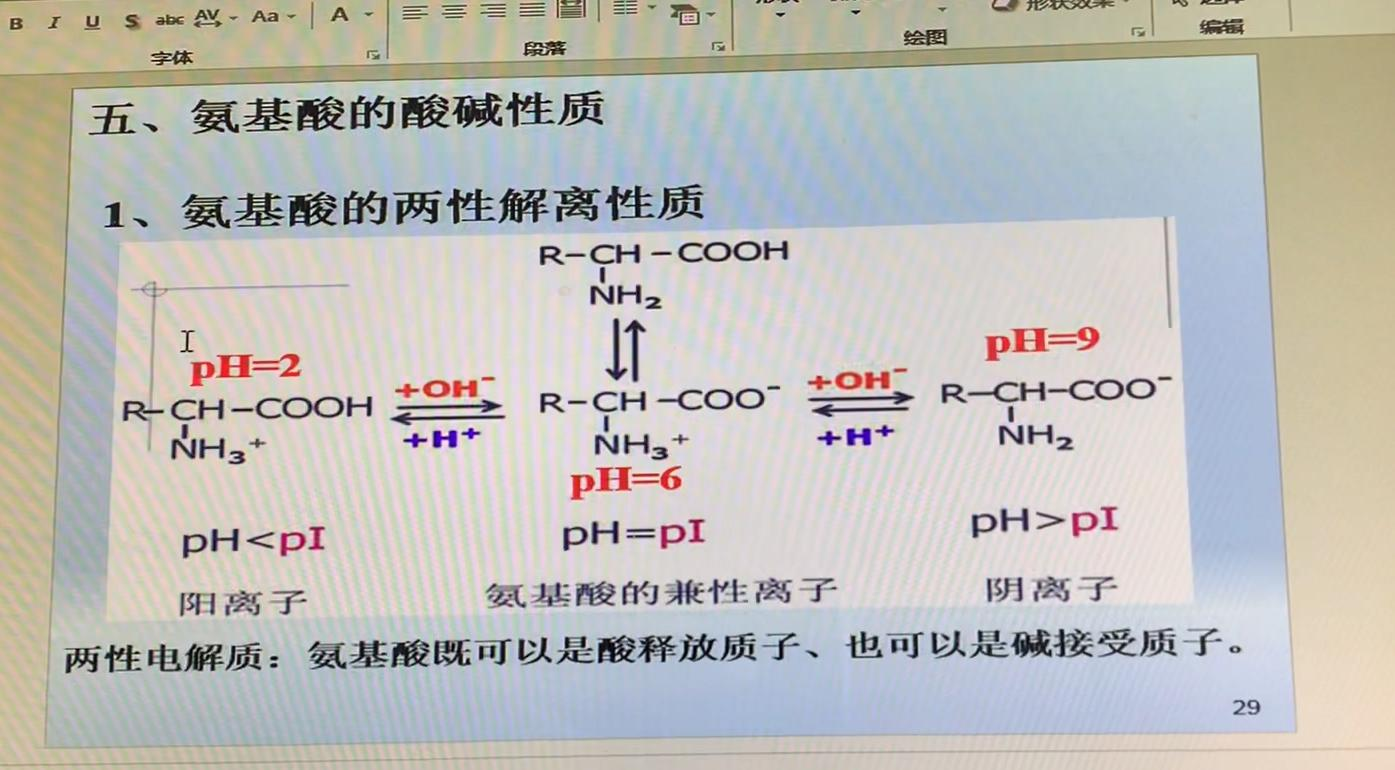 B I U S abc AV Aa A
字体 段落 绘图 编辑
五、氨基酸的酸碱性质
1、氨基酸的两性解离性质
R-CH-COOH
NH₂
pH=2
pH=9
R-CH-COOH +OH⁻ R-CH-COO⁻ +OH⁻ R-CH-COO⁻
NH₃⁺ +H⁺ NH₃⁺ +H⁺ NH₂
pH=6
pH<pI pH=pI pH>pI
阳离子 氨基酸的兼性离子 阴离子
两性电解质：氨基酸既可以是酸释放质子、也可以是碱接受质子。
29